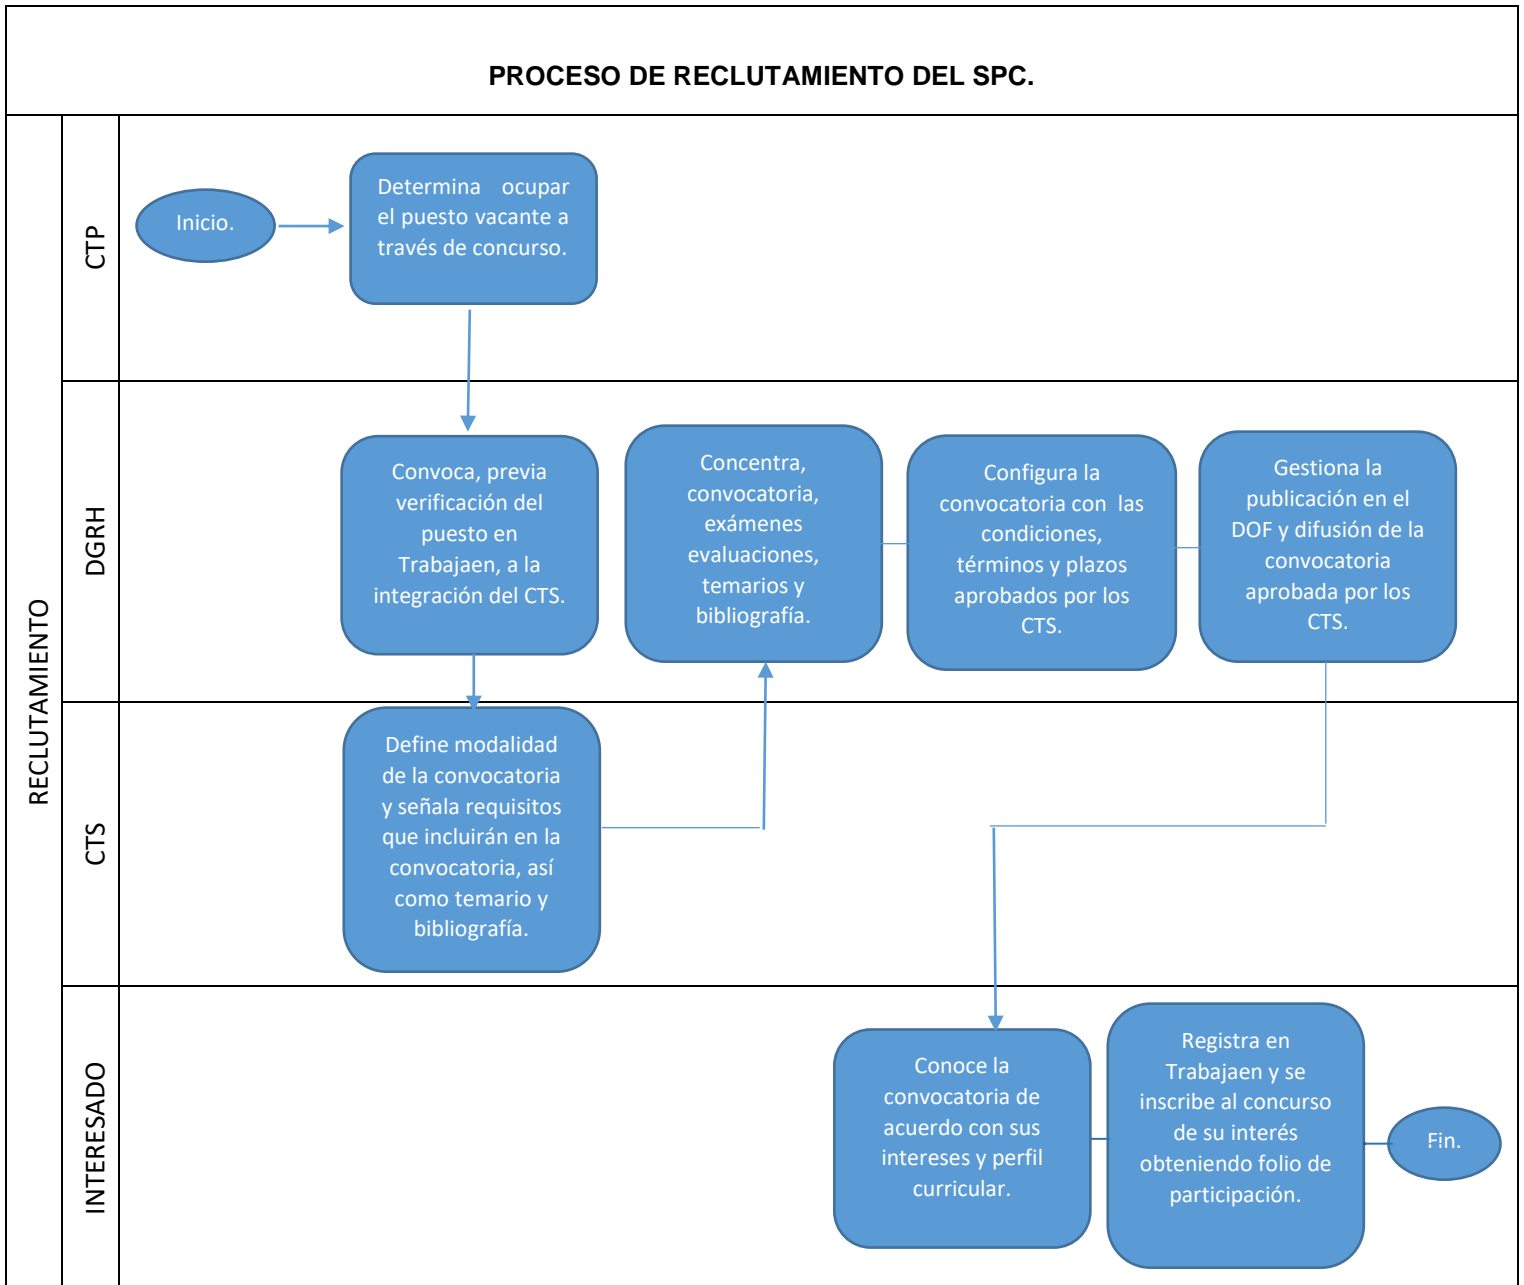 PROCESO DE RECLUTAMIENTO DEL SPC.
RECLUTAMIENTO
CTP
Inicio.
Determina ocupar
el puesto vacante a
través de concurso.
DGRH
Convoca, previa
verificación del
puesto en
Trabajaen, a la
integración del CTS.
Concentra,
convocatoria,
exámenes
evaluaciones,
temarios y
bibliografía.
Configura la
convocatoria con las
condiciones,
términos y plazos
aprobados por los
CTS.
Gestiona la
publicación en el
DOF y difusión de la
convocatoria
aprobada por los
CTS.
CTS
Define modalidad
de la convocatoria
y señala requisitos
que incluirán en la
convocatoria, así
como temario y
bibliografía.
INTERESADO
Conoce la
convocatoria de
acuerdo con sus
intereses y perfil
curricular.
Registra en
Trabajaen y se
inscribe al concurso
de su interés
obteniendo folio de
participación.
Fin.